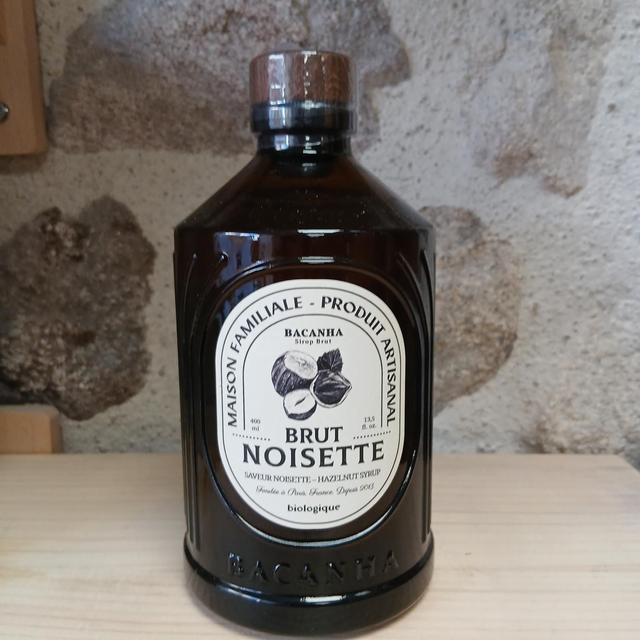 MAISON FAMILIALE - PRODUIT ARTISANAL
BACANHA
Sirop Brut
400
ml
13,5
fl. oz.
BRUT
NOISETTE
SAVEUR NOISETTE - HAZELNUT SYRUP
Fondée à Paris, France. Depuis 2013
biologique
BACANHA